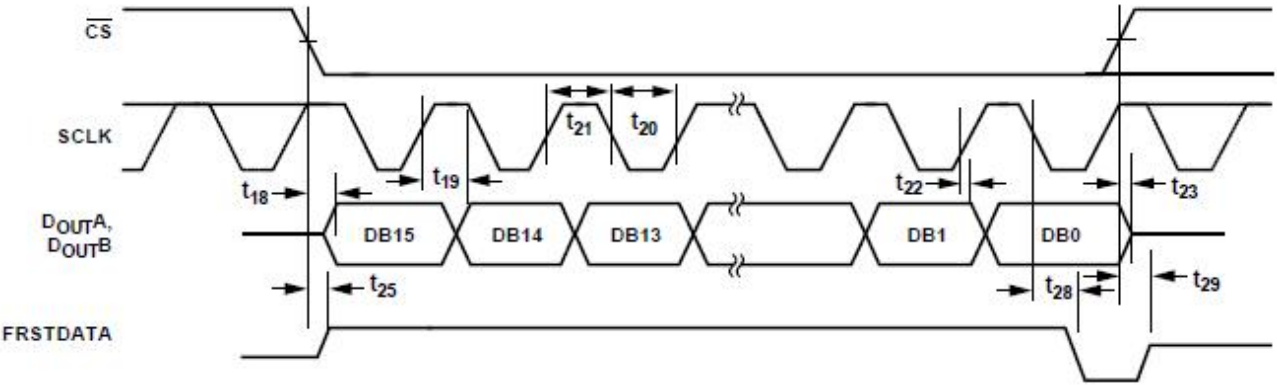 CS
SCLK
t21 t20
t18 t19 t22 t23
DOUTA,
DOUTB
DB15 DB14 DB13 DB1 DB0
t25 t28 t29
FRSTDATA